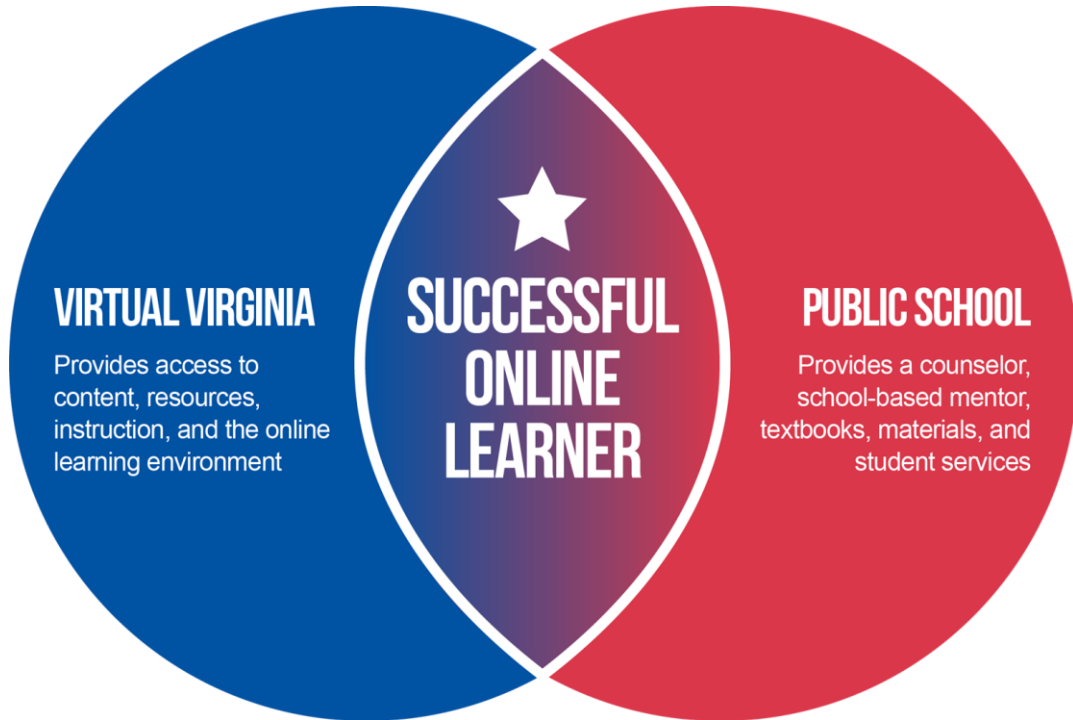 VIRTUAL VIRGINIA
Provides access to
content, resources,
instruction, and the online
learning environment
SUCCESSFUL
ONLINE
LEARNER
PUBLIC SCHOOL
Provides a counselor,
school-based mentor,
textbooks, materials, and
student services